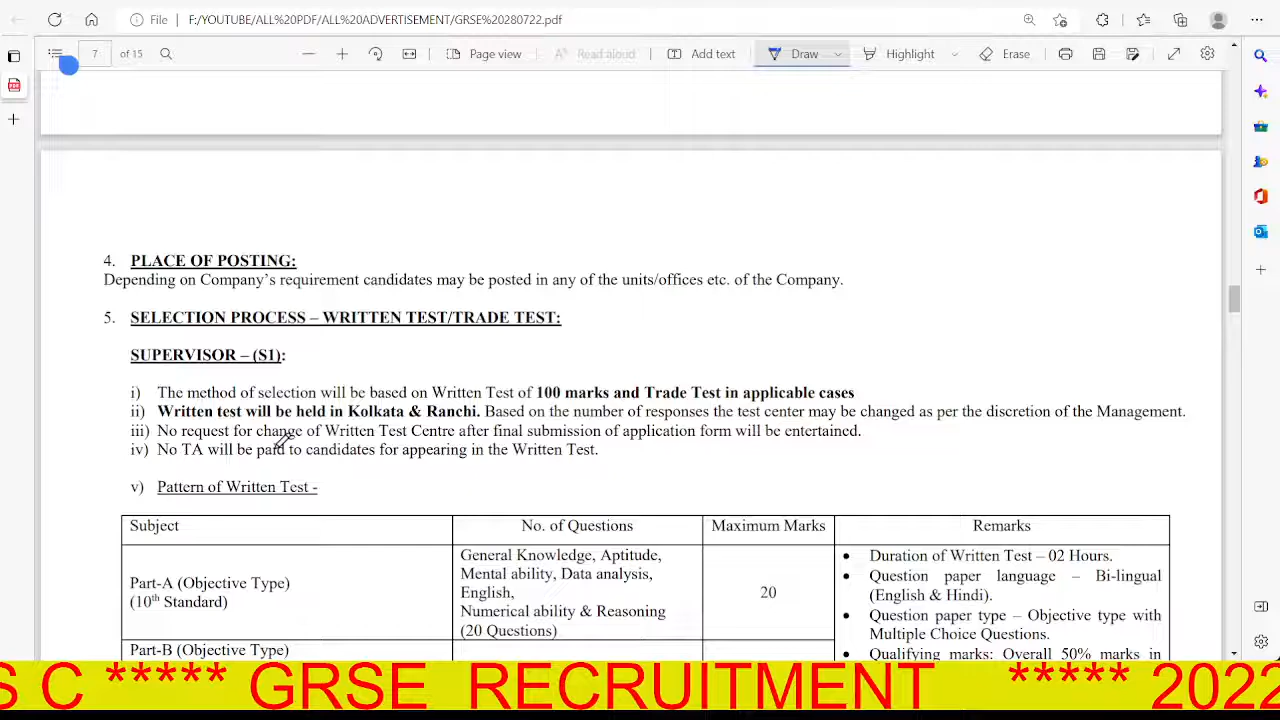 File
F:/YOUTUBE/ALL%20PDF/ALL%20ADVERTISEMENT/GRSE%20280722.pdf
7 of 15
Page view
Read aloud
Add text
Draw
Highlight
Erase
4. PLACE OF POSTING:
Depending on Company's requirement candidates may be posted in any of the units/offices etc. of the Company.
5. SELECTION PROCESS – WRITTEN TEST/TRADE TEST:
SUPERVISOR – (S1):
i) The method of selection will be based on Written Test of 100 marks and Trade Test in applicable cases
ii) Written test will be held in Kolkata & Ranchi. Based on the number of responses the test center may be changed as per the discretion of the Management.
iii) No request for change of Written Test Centre after final submission of application form will be entertained.
iv) No TA will be paid to candidates for appearing in the Written Test.
v) Pattern of Written Test -
Subject
No. of Questions
Maximum Marks
Remarks
Part-A (Objective Type)
(10th Standard)
General Knowledge, Aptitude,
Mental ability, Data analysis,
English,
Numerical ability & Reasoning
(20 Questions)
20
• Duration of Written Test – 02 Hours.
• Question paper language – Bi-lingual
(English & Hindi).
• Question paper type – Objective type with
Multiple Choice Questions.
• Qualifying marks: Overall 50% marks in
Part-B (Objective Type)
S C ***** GRSE RECRUITMENT ***** 2022